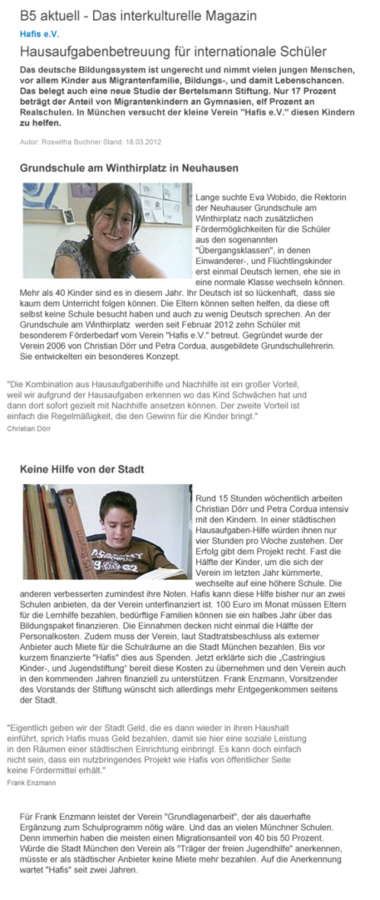 B5 aktuell - Das interkulturelle Magazin
Hafis e.V.
Hausaufgabenbetreuung für internationale Schüler
Das deutsche Bildungssystem ist ungerecht und nimmt vielen jungen Menschen,
vor allem Kinder aus Migrantenfamilie, Bildungs-, und damit Lebenschancen.
Das belegt auch eine neue Studie der Bertelsmann Stiftung. Nur 17 Prozent
beträgt der Anteil von Migrantenkindern an Gymnasien, elf Prozent an
Realschulen. In München versucht der kleine Verein "Hafis e.V." diesen Kindern
zu helfen.
Autor: Roswitha Buchner Stand: 18.03.2012
Grundschule am Winthirplatz in Neuhausen
Lange suchte Eva Wobido, die Rektorin
der Neuhauser Grundschule am
Winthirplatz nach zusätzlichen
Fördermöglichkeiten für die Schüler
aus den sogenannten
"Übergangsklassen", in denen
Einwanderer-, und Flüchtlingskinder
erst einmal Deutsch lernen, ehe sie in
eine normale Klasse wechseln können.
Mehr als 40 Kinder sind es in diesem Jahr. Ihr Deutsch ist so lückenhaft,  dass sie
kaum dem Unterricht folgen können. Die Eltern können selten helfen, da diese oft
selbst keine Schule besucht haben und auch zu wenig Deutsch sprechen. An der
Grundschule am Winthirplatz  werden seit Februar 2012 zehn Schüler mit
besonderem Förderbedarf vom Verein "Hafis e.V." betreut. Gegründet wurde der
Verein 2006 von Christian Dörr und Petra Cordua, ausgebildete Grundschullehrerin.
Sie entwickelten ein besonderes Konzept.
"Die Kombination aus Hausaufgabenhilfe und Nachhilfe ist ein großer Vorteil,
weil wir aufgrund der Hausaufgaben erkennen wo das Kind Schwächen hat und
dann dort sofort gezielt mit Nachhilfe ansetzen können. Der zweite Vorteil ist
einfach die Regelmäßigkeit, die den Gewinn für die Kinder bringt."
Christian Dörr
Keine Hilfe von der Stadt
Rund 15 Stunden wöchentlich arbeiten
Christian Dörr und Petra Cordua intensiv
mit den Kindern. In einer städtischen
Hausaufgaben-Hilfe würden ihnen nur
vier Stunden pro Woche zustehen. Der
Erfolg gibt dem Projekt recht. Fast die
Hälfte der Kinder, um die sich der
Verein im letzten Jahr kümmerte,
wechselte auf eine höhere Schule. Die
anderen verbesserten zumindest ihre Noten. Hafis kann diese Hilfe bisher nur an zwei
Schulen anbieten, da der Verein unterfinanziert ist. 100 Euro im Monat müssen Eltern
für die Lernhilfe bezahlen, bedürftige Familien können sie ein halbes Jahr über das
Bildungspaket finanzieren. Die Einnahmen decken nicht einmal die Hälfte der
Personalkosten. Zudem muss der Verein, laut Stadtratsbeschluss als externer
Anbieter auch Miete für die Schulräume an die Stadt München bezahlen. Bis vor
kurzem finanzierte "Hafis" dies aus Spenden. Jetzt erklärte sich die „Castringius
Kinder-, und Jugendstiftung“ bereit diese Kosten zu übernehmen und den Verein auch
in den kommenden Jahren finanziell zu unterstützen. Frank Enzmann, Vorsitzender
des Vorstands der Stiftung wünscht sich allerdings mehr Entgegenkommen seitens
der Stadt.
"Eigentlich geben wir der Stadt Geld, die es dann wieder in ihren Haushalt
einführt, sprich Hafis muss Geld bezahlen, damit sie hier eine soziale Leistung
in den Räumen einer städtischen Einrichtung einbringt. Es kann doch einfach
nicht sein, dass ein nutzbringendes Projekt wie Hafis von öffentlicher Seite
keine Fördermittel erhält."
Frank Enzmann
Für Frank Enzmann leistet der Verein "Grundlagenarbeit", der als dauerhafte
Ergänzung zum Schulprogramm nötig wäre. Und das an vielen Münchner Schulen.
Denn immerhin haben die meisten einen Migrationsanteil von 40 bis 50 Prozent.
Würde die Stadt München den Verein als "Träger der freien Jugendhilfe" anerkennen,
müsste er als städtischer Anbieter keine Miete mehr bezahlen. Auf die Anerkennung
wartet "Hafis" seit zwei Jahren.